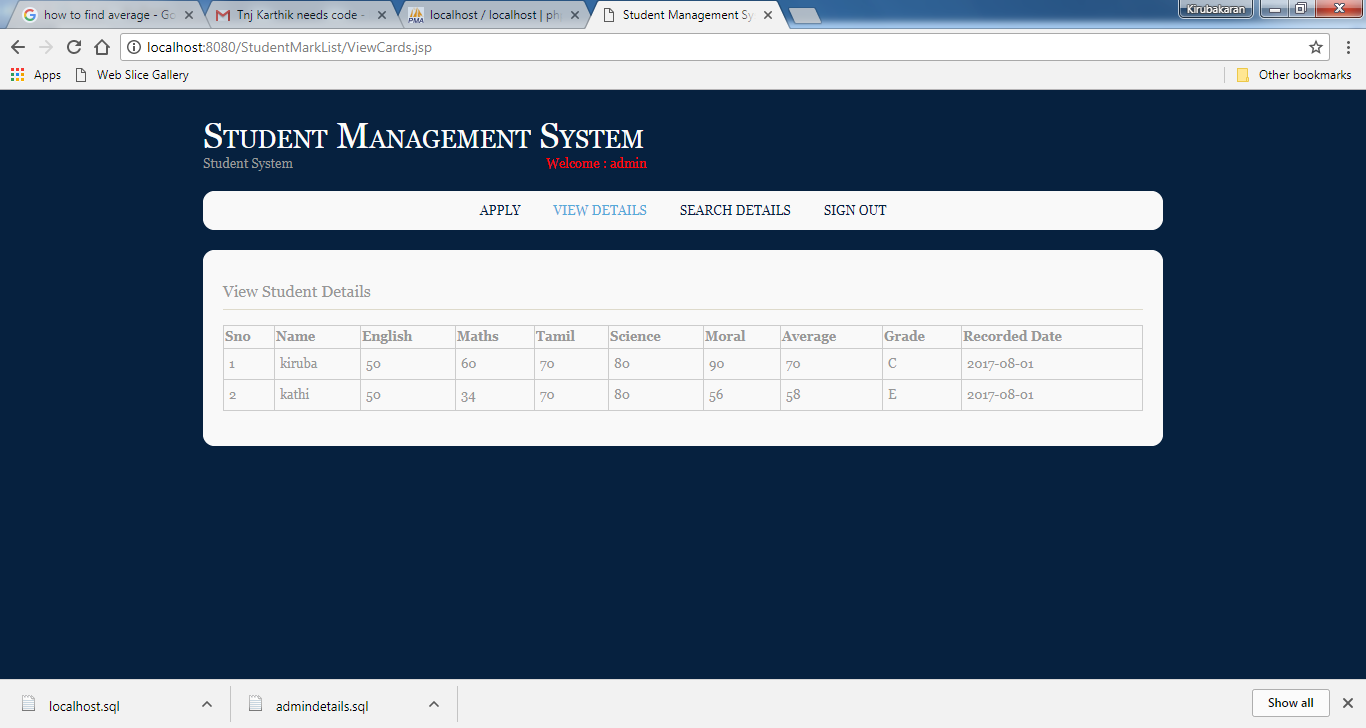 how to find average - Go
Tnj Karthik needs code -
localhost / localhost | ph
Student Management Sy
Kirubakaran
localhost:8080/StudentMarkList/ViewCards.jsp
Apps Web Slice Gallery Other bookmarks
Student Management System
Student System Welcome : admin
APPLY VIEW DETAILS SEARCH DETAILS SIGN OUT
View Student Details
Sno Name English Maths Tamil Science Moral Average Grade Recorded Date
1 kiruba 50 60 70 80 90 70 C 2017-08-01
2 kathi 50 34 70 80 56 58 E 2017-08-01
localhost.sql admindetails.sql Show all